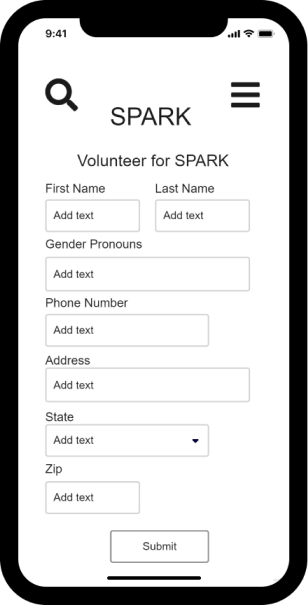 9:41
SPARK
Volunteer for SPARK
First Name Last Name
Add text Add text
Gender Pronouns
Add text
Phone Number
Add text
Address
Add text
State
Add text
Zip
Add text
Submit